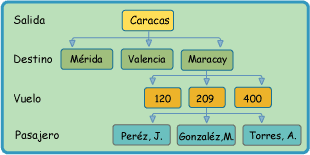 Salida Caracas
Destino Mérida Valencia Maracay
Vuelo 120 209 400
Pasajero Peréz, J. Gonzaléz,M. Torres, A.